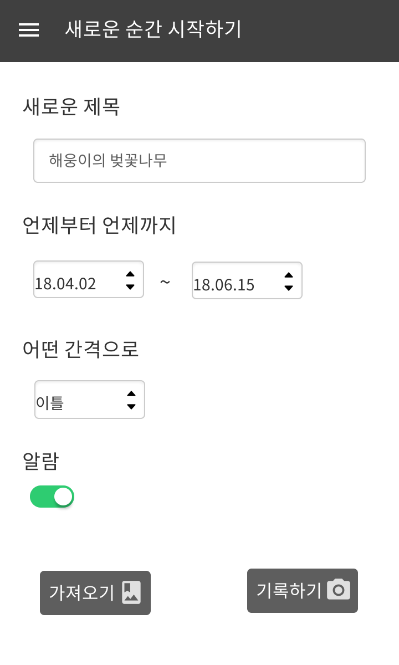 새로운 순간 시작하기
새로운 제목
해웅이의 벚꽃나무
언제부터 언제까지
18.04.02 ~ 18.06.15
어떤 간격으로
이틀
알람
가져오기 기록하기